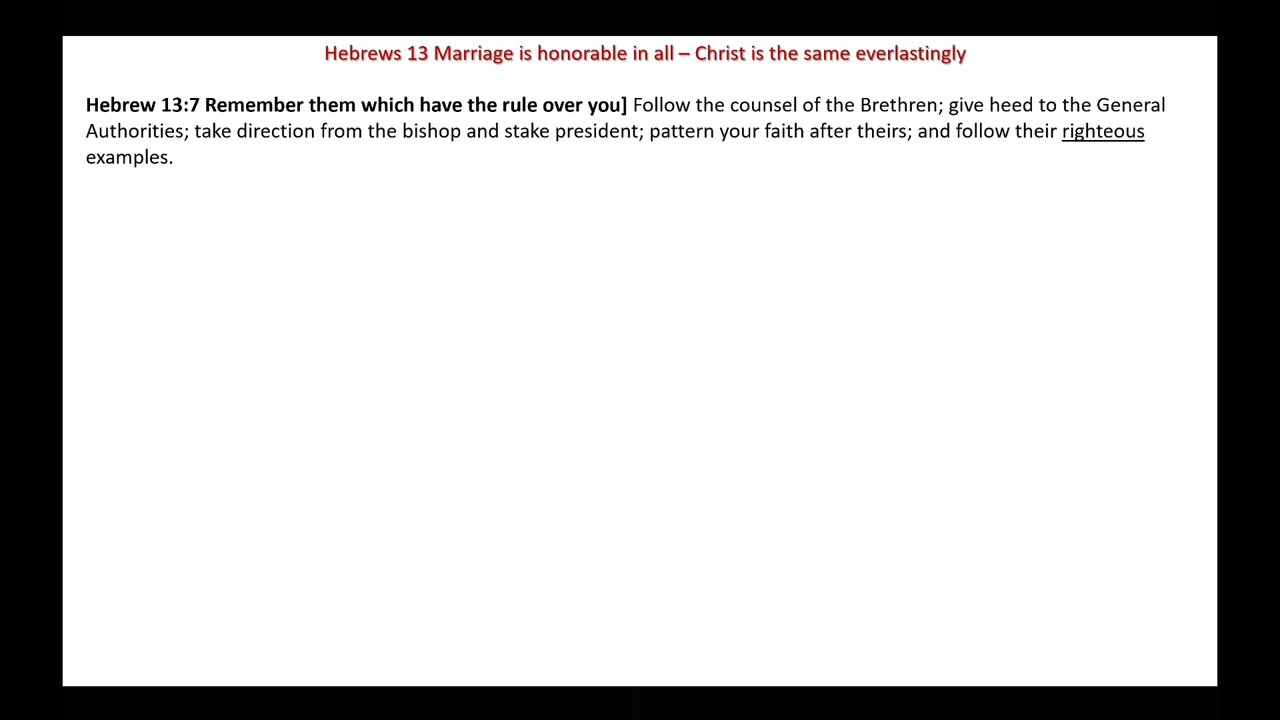 Hebrews 13 Marriage is honorable in all – Christ is the same everlastingly
Hebrew 13:7 Remember them which have the rule over you] Follow the counsel of the Brethren; give heed to the General
Authorities; take direction from the bishop and stake president; pattern your faith after theirs; and follow their righteous
examples.